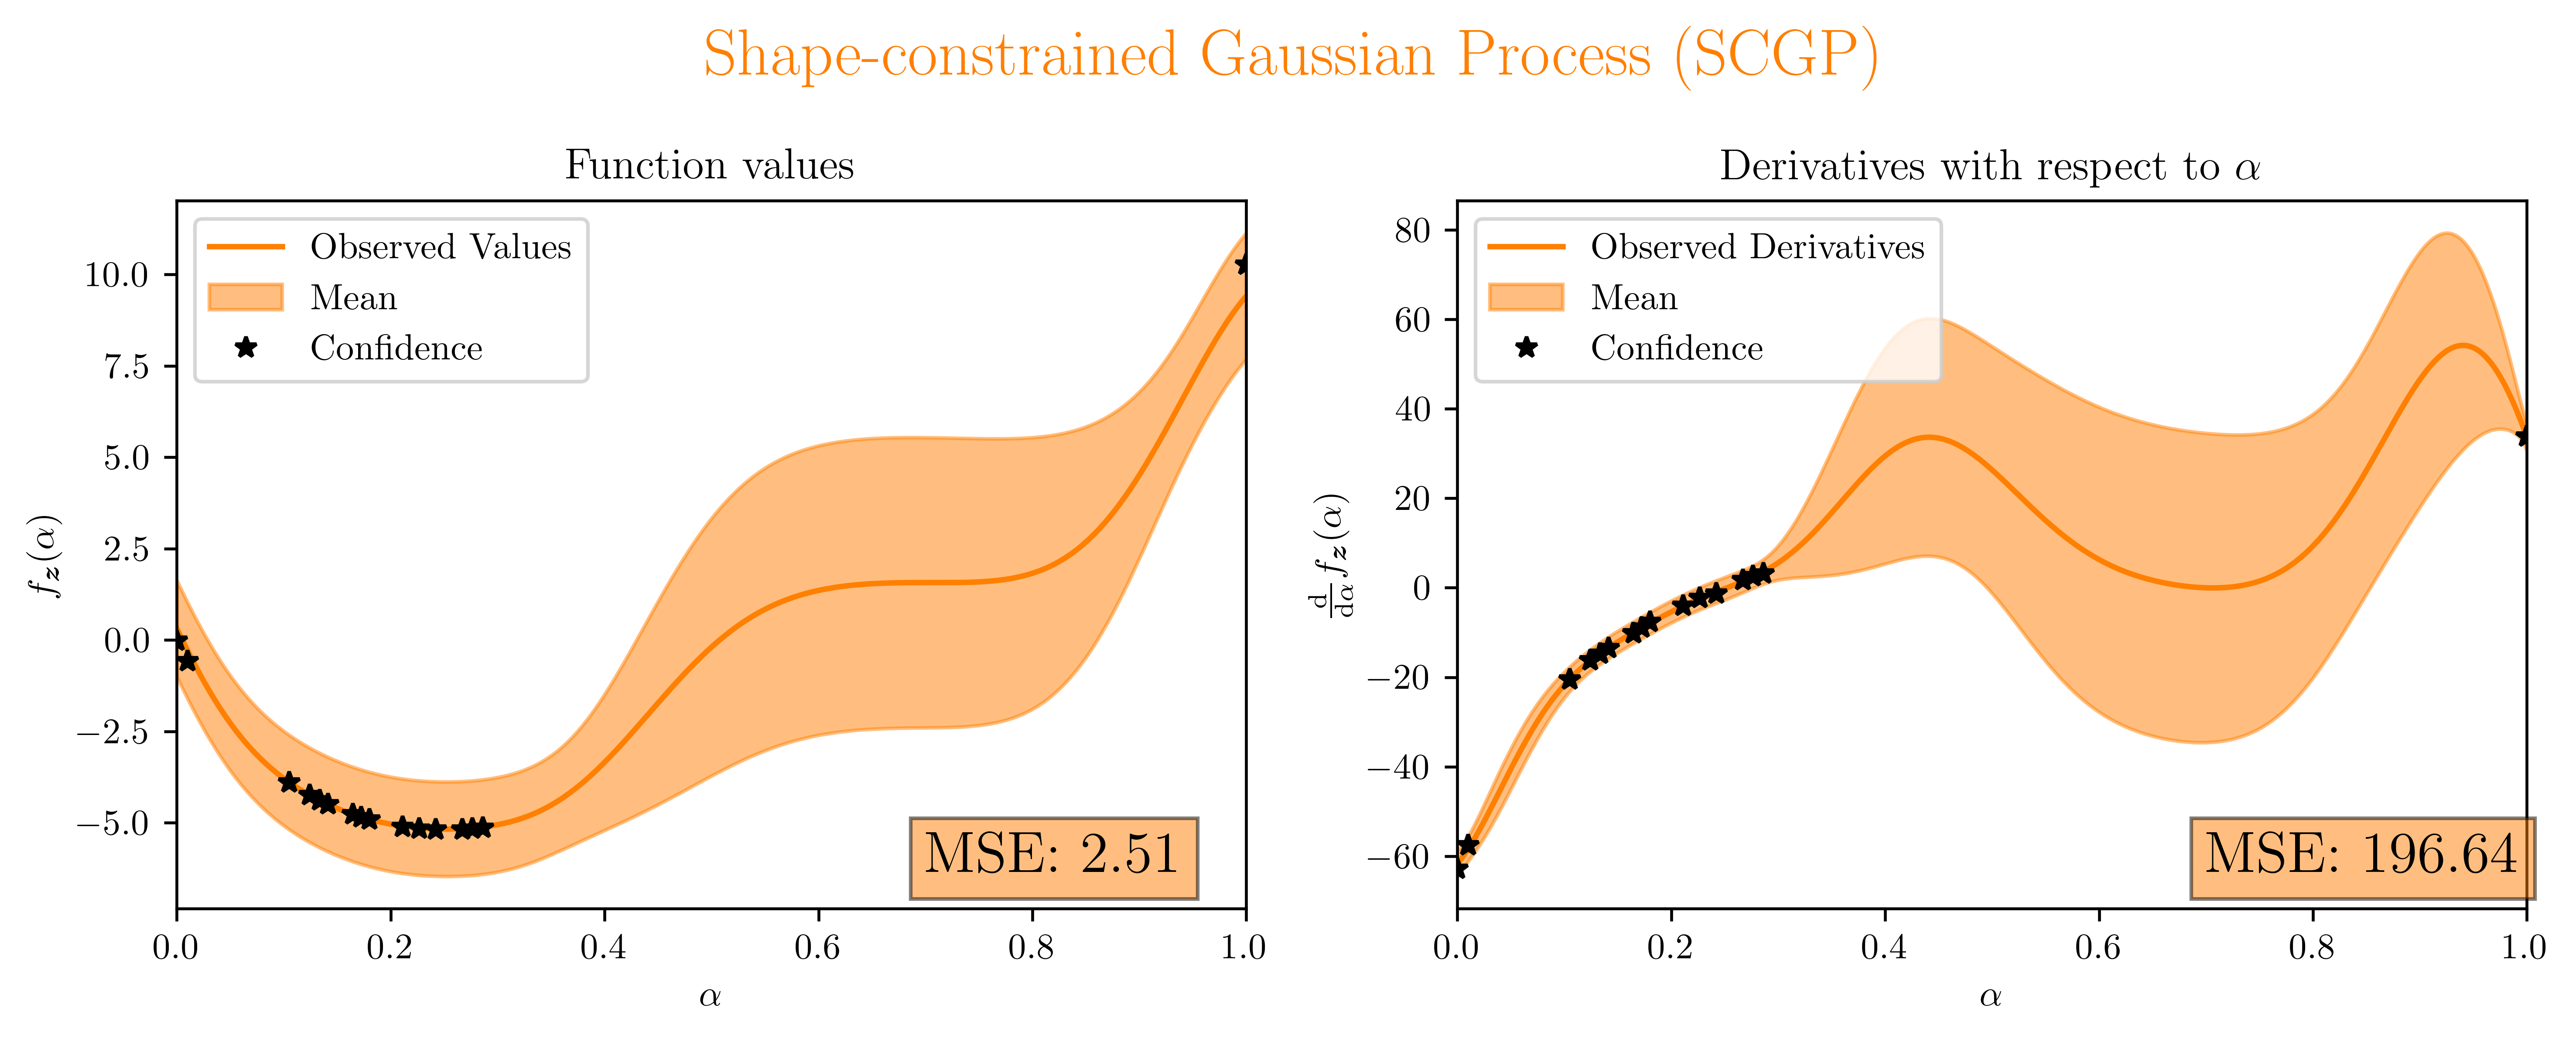 Shape-constrained Gaussian Process (SCGP)
Function values
Observed Values
Mean
Confidence
10.0
7.5
5.0
2.5
0.0
−2.5
−5.0
f_z(α)
MSE: 2.51
0.0 0.2 0.4 0.6 0.8 1.0
α
Derivatives with respect to α
Observed Derivatives
Mean
Confidence
80
60
40
20
0
−20
−40
−60
d/dα f_z(α)
MSE: 196.64
0.0 0.2 0.4 0.6 0.8 1.0
α